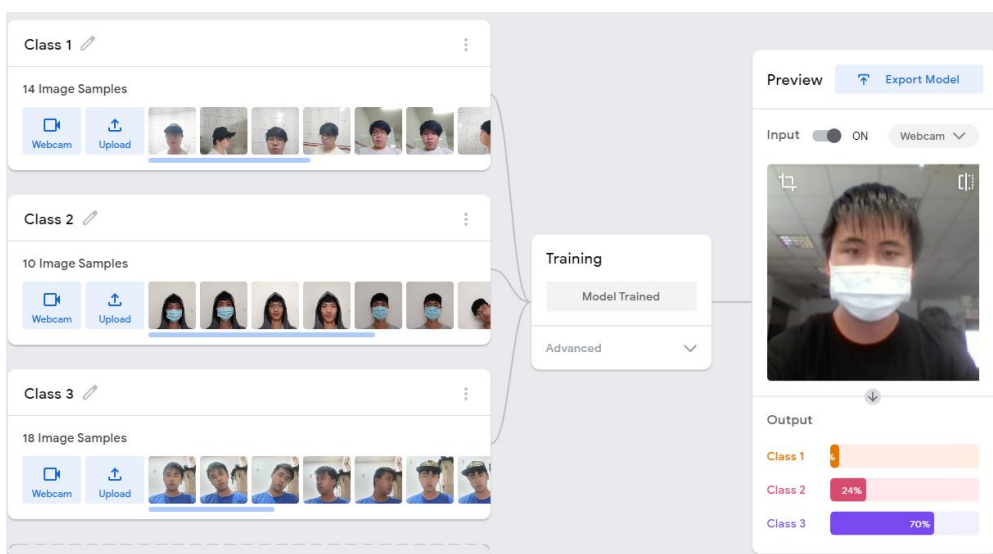 Class 1
14 Image Samples
Webcam
Upload
Class 2
10 Image Samples
Webcam
Upload
Class 3
18 Image Samples
Webcam
Upload
Training
Model Trained
Advanced
Preview
Export Model
Input
ON
Webcam
Output
Class 1
%
Class 2
24%
Class 3
70%